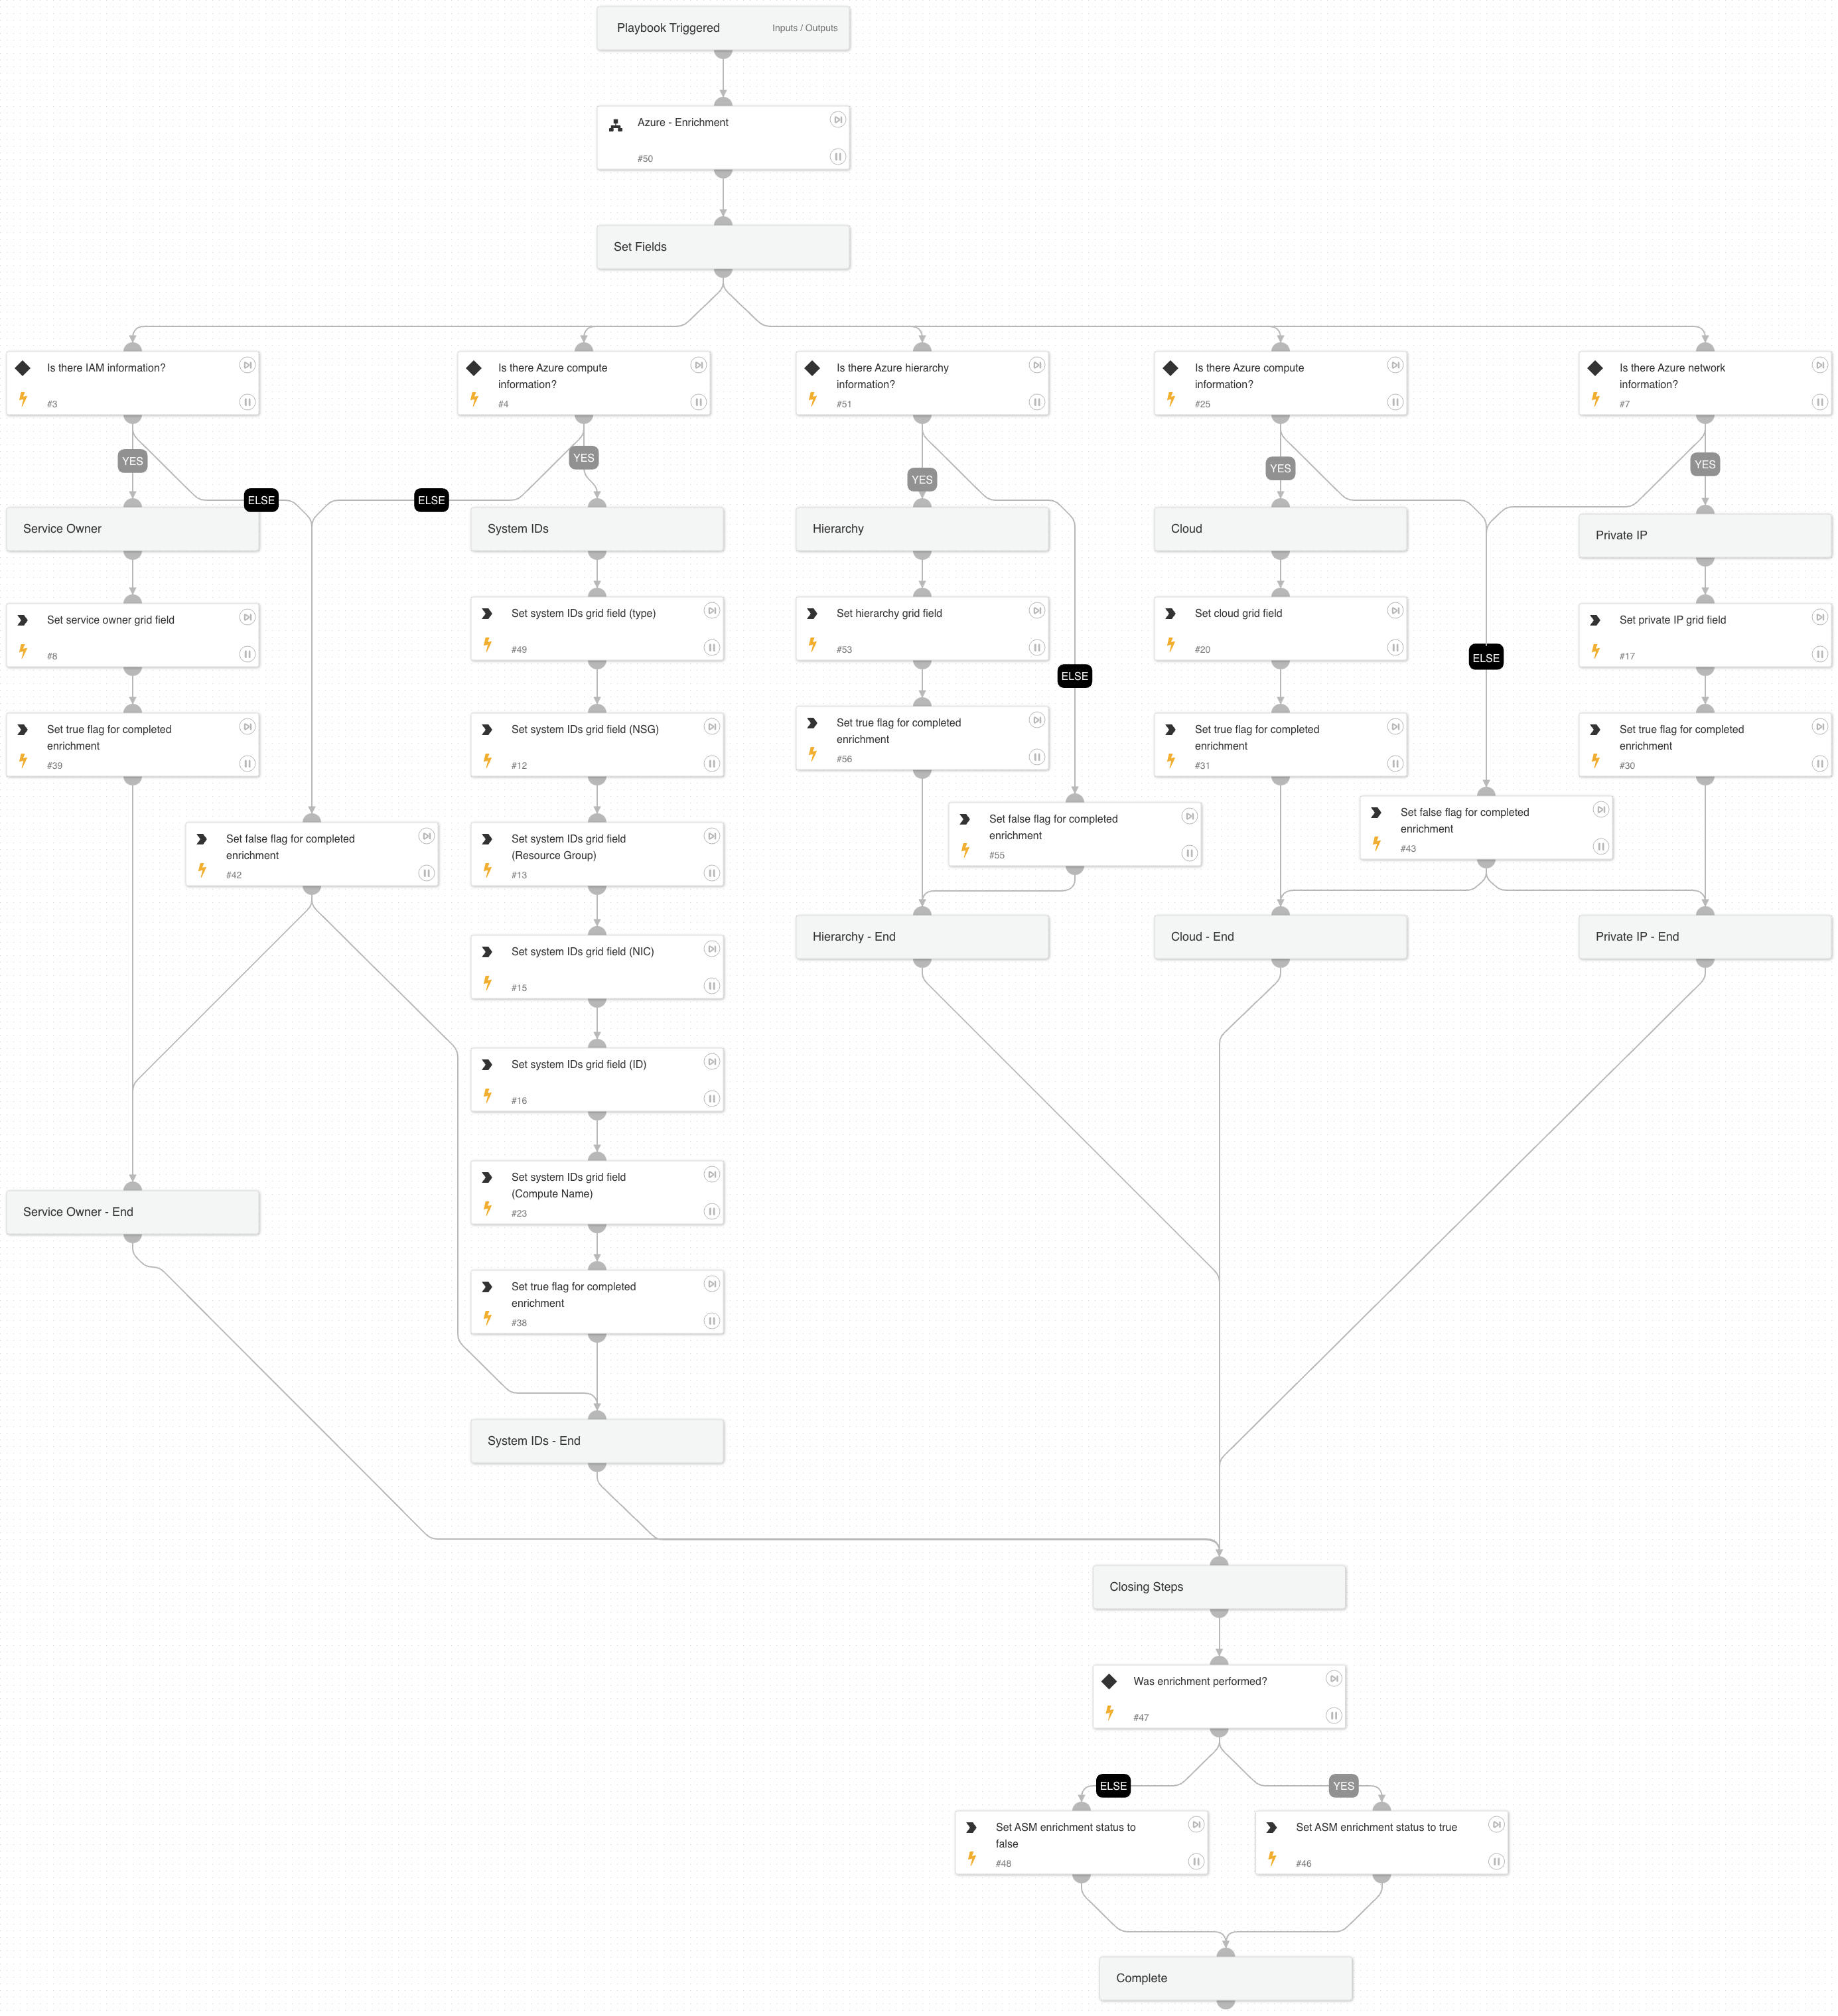 Playbook Triggered
Inputs / Outputs
Azure - Enrichment
#50
Set Fields
Is there IAM information?
#3
Is there Azure compute
information?
#4
Is there Azure hierarchy
information?
#51
Is there Azure compute
information?
#25
Is there Azure network
information?
#7
YES
ELSE
ELSE
YES
YES
YES
YES
Service Owner
System IDs
Hierarchy
Cloud
Private IP
Set service owner grid field
#8
Set system IDs grid field (type)
#49
Set hierarchy grid field
#53
ELSE
Set cloud grid field
#20
ELSE
Set private IP grid field
#17
Set true flag for completed
enrichment
#39
Set system IDs grid field (NSG)
#12
Set true flag for completed
enrichment
#56
Set true flag for completed
enrichment
#31
Set true flag for completed
enrichment
#30
Set false flag for completed
enrichment
#42
Set system IDs grid field
(Resource Group)
#13
Set false flag for completed
enrichment
#55
Set false flag for completed
enrichment
#43
Set system IDs grid field (NIC)
#15
Hierarchy - End
Cloud - End
Private IP - End
Set system IDs grid field (ID)
#16
Set system IDs grid field
(Compute Name)
#23
Service Owner - End
Set true flag for completed
enrichment
#38
System IDs - End
Closing Steps
Was enrichment performed?
#47
ELSE
YES
Set ASM enrichment status to
false
#48
Set ASM enrichment status to true
#46
Complete